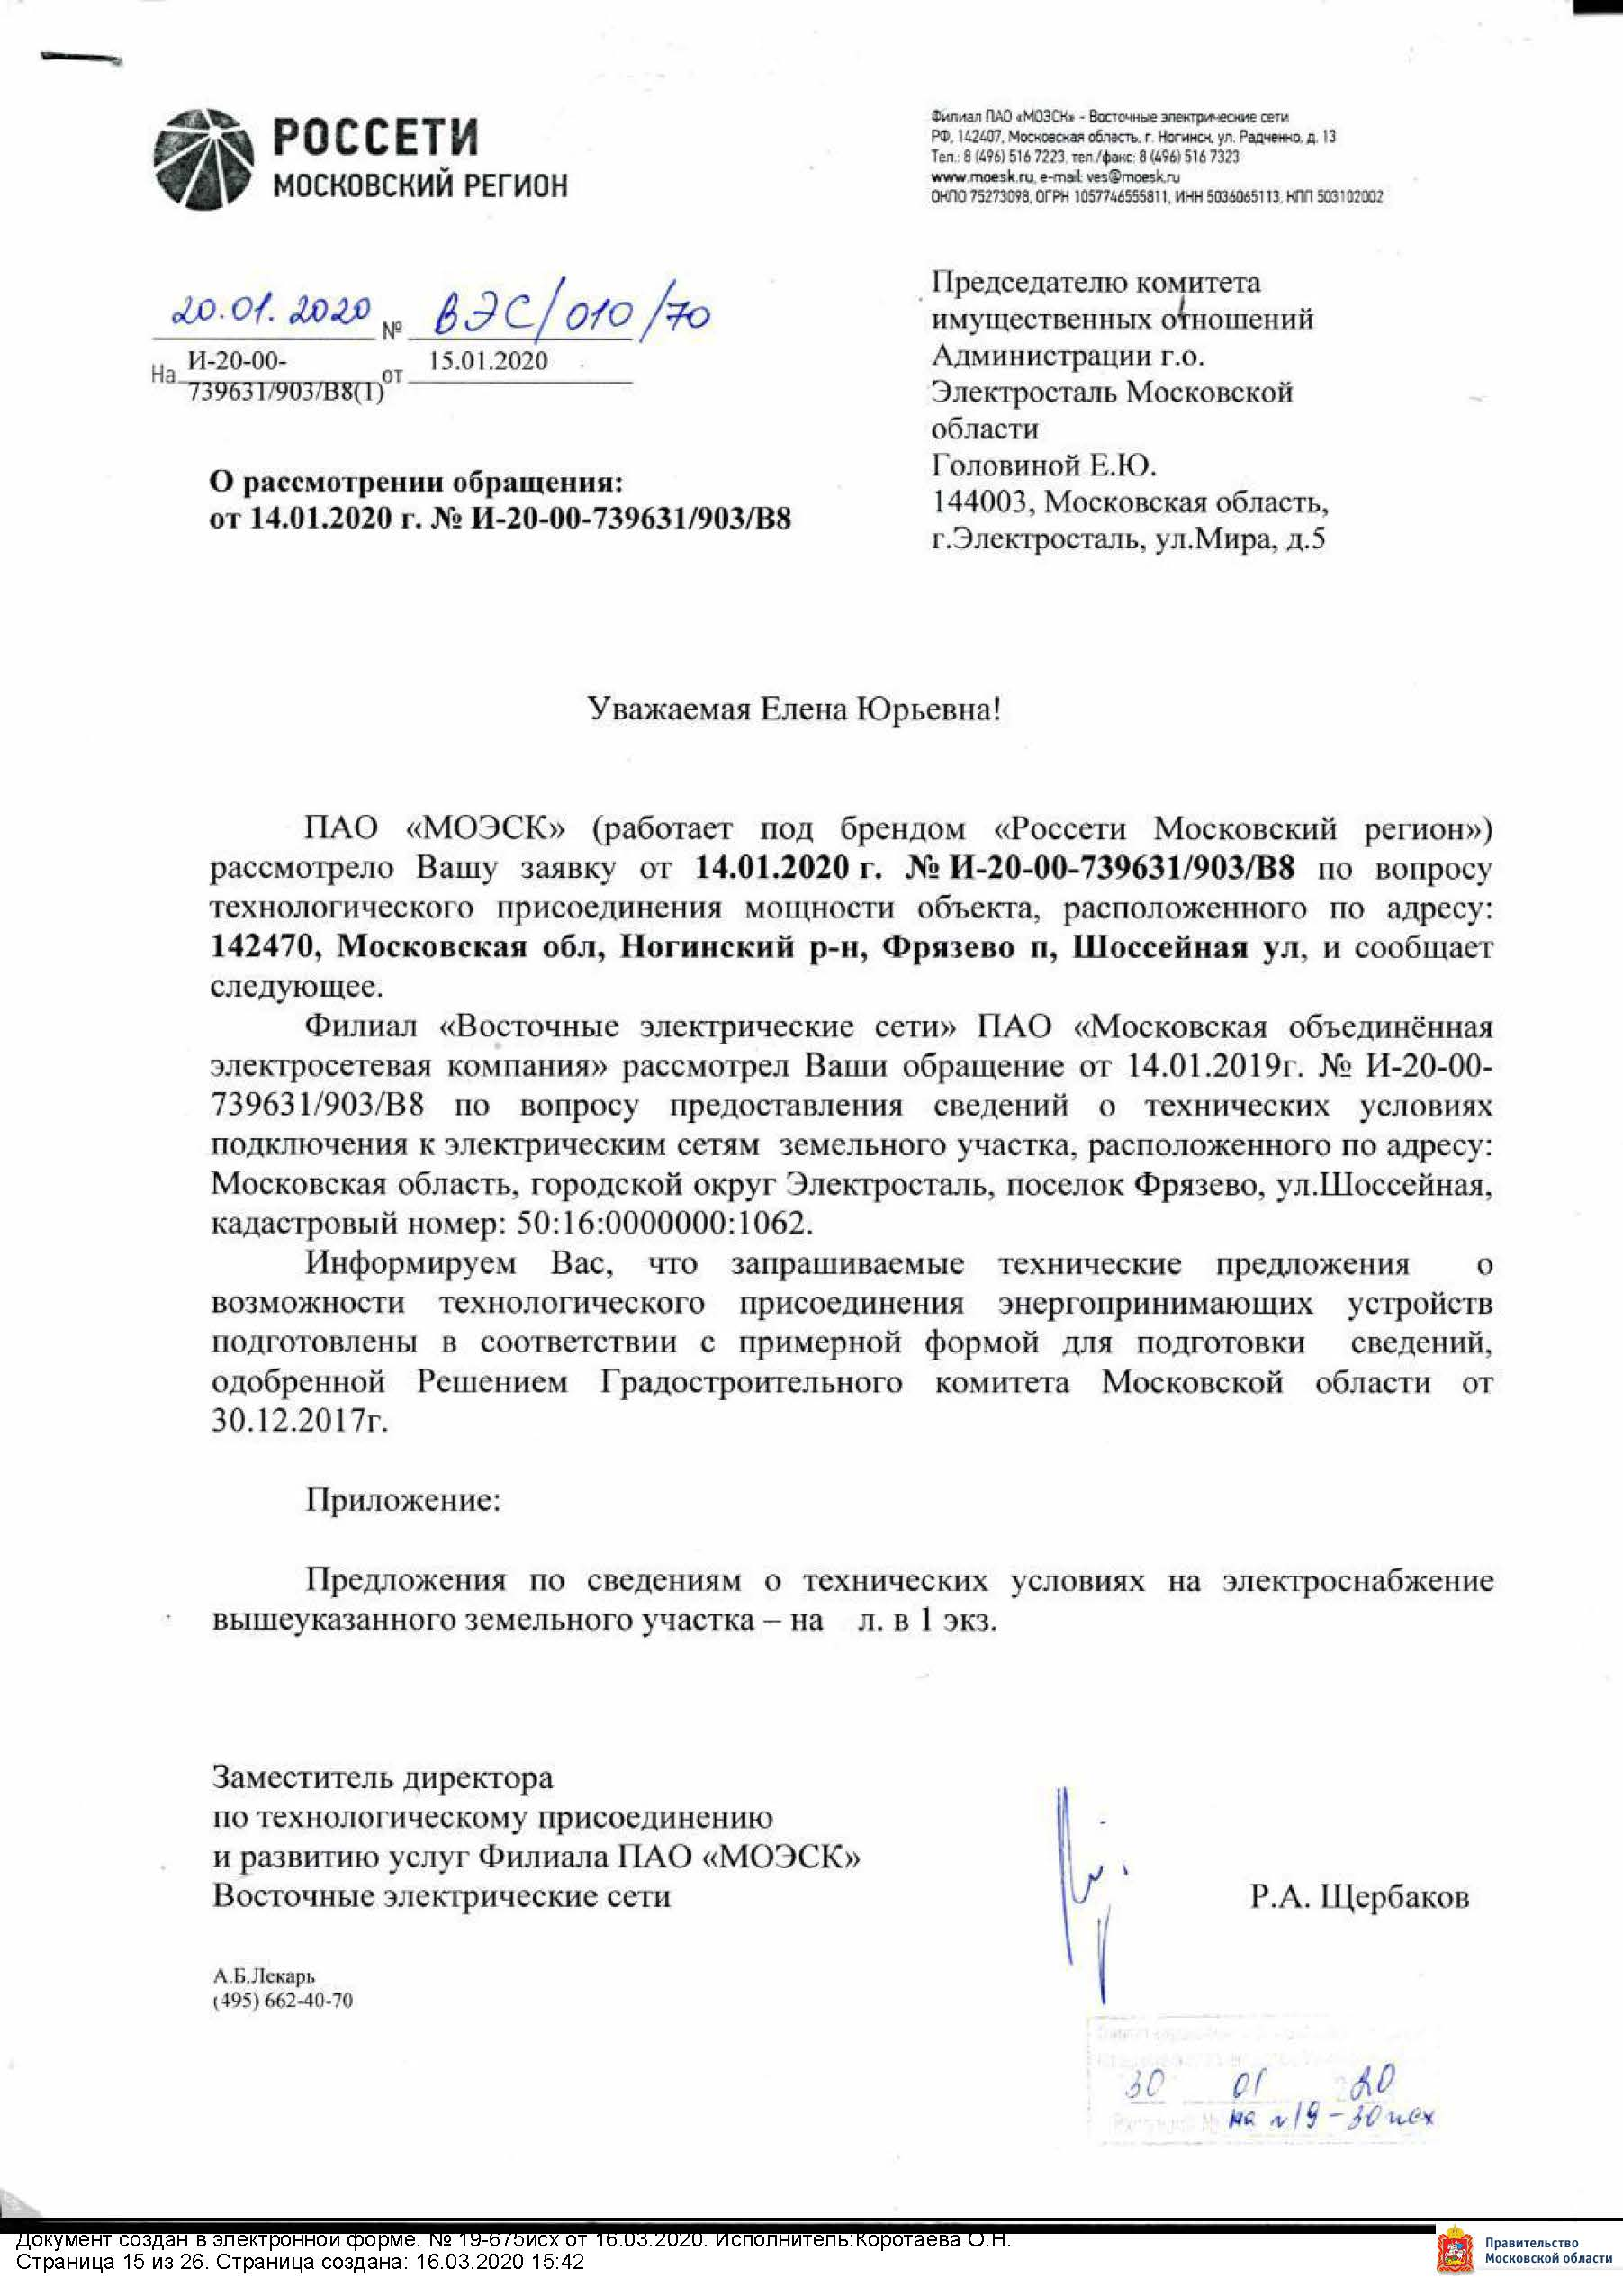 РОССЕТИ
МОСКОВСКИЙ РЕГИОН
Филиал ПАО «МОЭСК» - Восточные электрические сети
РФ, 142407, Московская область, г. Ногинск, ул. Радченко, д. 13
Тел.: 8 (496) 516 7223, тел./факс: 8 (496) 516 7323
www.moesk.ru, e-mail: ves@moesk.ru
ОКПО 75273098, ОГРН 1057746555811, ИНН 5036065113, КПП 503102002
20.01.2020 № ВЭС/010/70
На И-20-00-739631/903/В8(1) от 15.01.2020
Председателю комитета
имущественных отношений
Администрации г.о.
Электросталь Московской
области
Головиной Е.Ю.
144003, Московская область,
г.Электросталь, ул.Мира, д.5
О рассмотрении обращения:
от 14.01.2020 г. № И-20-00-739631/903/В8
Уважаемая Елена Юрьевна!
ПАО «МОЭСК» (работает под брендом «Россети Московский регион»)
рассмотрело Вашу заявку от 14.01.2020 г. № И-20-00-739631/903/В8 по вопросу
технологического присоединения мощности объекта, расположенного по адресу:
142470, Московская обл, Ногинский р-н, Фрязево п, Шоссейная ул, и сообщает
следующее.
Филиал «Восточные электрические сети» ПАО «Московская объединённая
электросетевая компания» рассмотрел Ваши обращение от 14.01.2019г. № И-20-00-
739631/903/В8 по вопросу предоставления сведений о технических условиях
подключения к электрическим сетям земельного участка, расположенного по адресу:
Московская область, городской округ Электросталь, поселок Фрязево, ул.Шоссейная,
кадастровый номер: 50:16:0000000:1062.
Информируем Вас, что запрашиваемые технические предложения о
возможности технологического присоединения энергопринимающих устройств
подготовлены в соответствии с примерной формой для подготовки сведений,
одобренной Решением Градостроительного комитета Московской области от
30.12.2017г.
Приложение:
Предложения по сведениям о технических условиях на электроснабжение
вышеуказанного земельного участка – на л. в 1 экз.
Заместитель директора
по технологическому присоединению
и развитию услуг Филиала ПАО «МОЭСК»
Восточные электрические сети
Р.А. Щербаков
А.Б.Лекарь
(495) 662-40-70
30 01 20
на №19-30исх
Документ создан в электронной форме. № 19-675исх от 16.03.2020. Исполнитель:Коротаева О.Н.
Страница 15 из 26. Страница создана: 16.03.2020 15:42
Правительство
Московской области